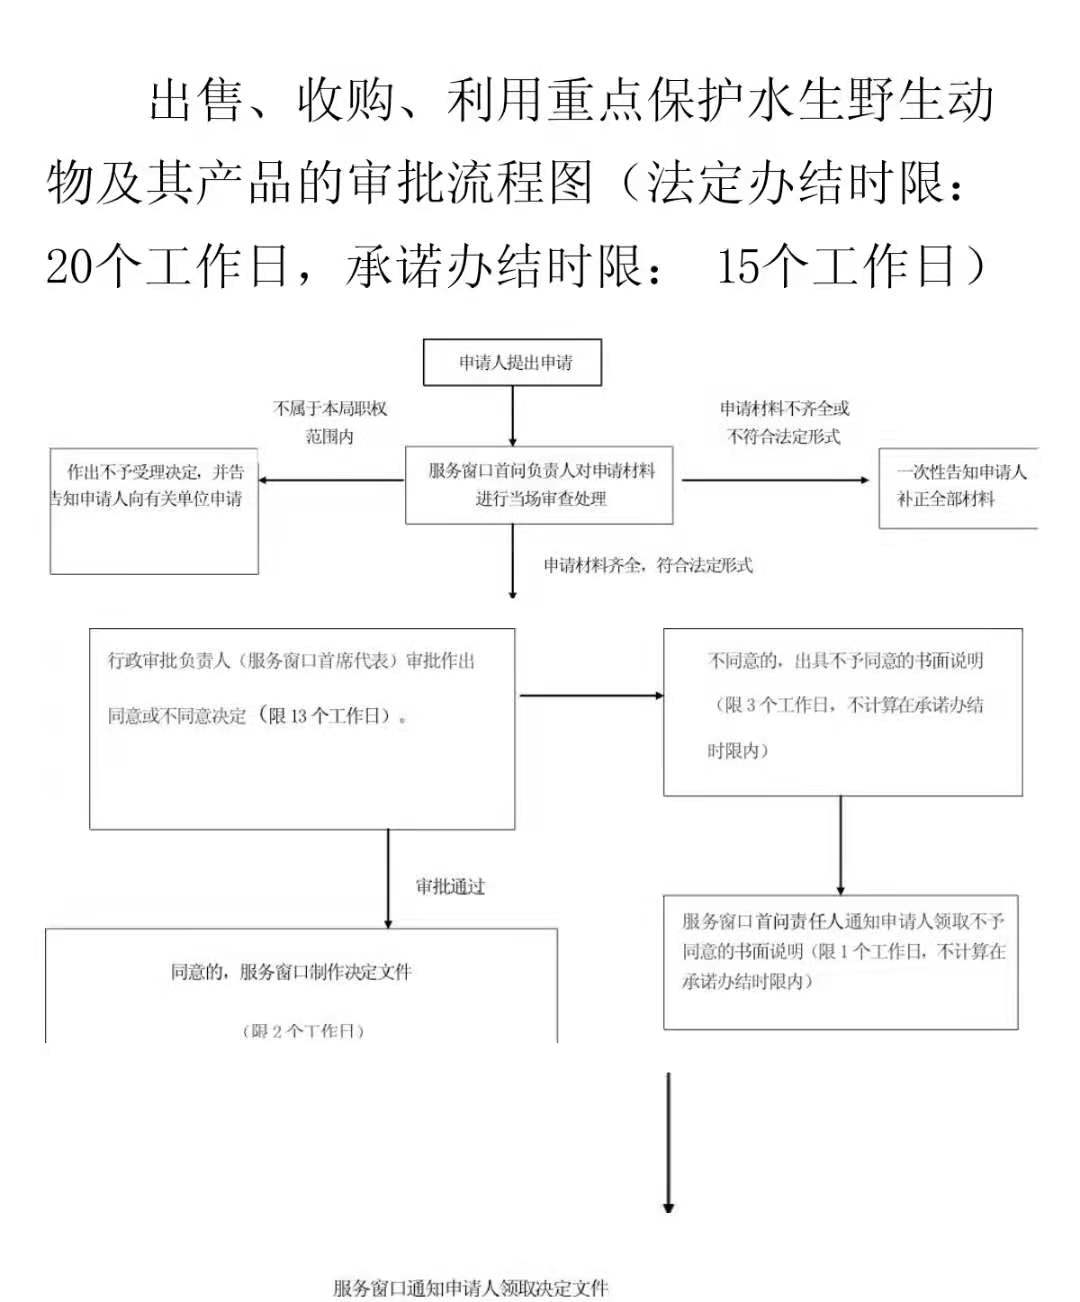 出售、收购、利用重点保护水生野生动
物及其产品的审批流程图（法定办结时限：
20个工作日，承诺办结时限： 15个工作日）
申请人提出申请
不属于本局职权
范围内
申请材料不齐全或
不符合法定形式
作出不予受理决定，并告
告知申请人向有关单位申请
服务窗口首问负责人对申请材料
进行当场审查处理
一次性告知申请人
补正全部材料
申请材料齐全，符合法定形式
行政审批负责人（服务窗口首席代表）审批作出
同意或不同意决定（限 13 个工作日）。
不同意的，出具不予同意的书面说明
（限 3 个工作日，不计算在承诺办结
时限内）
审批通过
服务窗口首问责任人通知申请人领取不予
同意的书面说明（限 1 个工作日，不计算在
承诺办结时限内）
同意的，服务窗口制作决定文件
（限 2 个工作日）
服务窗口通知申请人领取决定文件